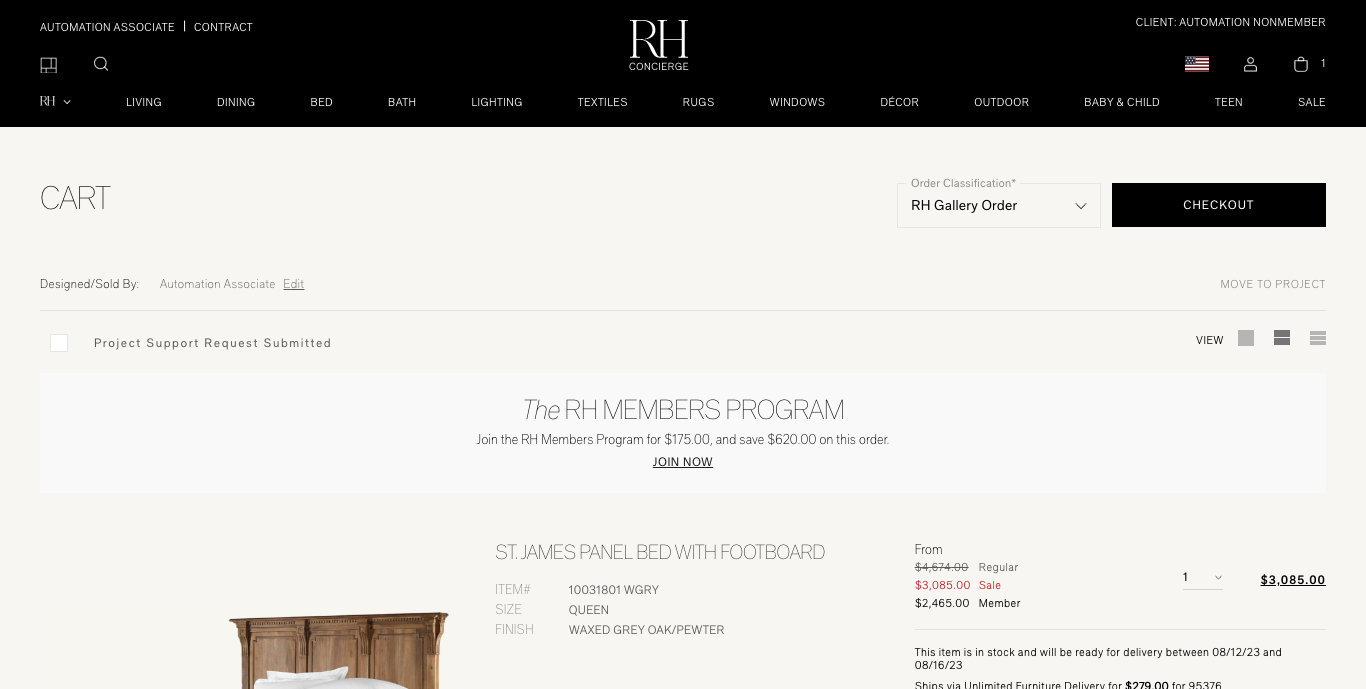 AUTOMATION ASSOCIATE | CONTRACT
RH
CONCIERGE
CLIENT: AUTOMATION NONMEMBER
1
RH LIVING DINING BED BATH LIGHTING TEXTILES RUGS WINDOWS DÉCOR OUTDOOR BABY & CHILD TEEN SALE
CART
Order Classification*
RH Gallery Order
CHECKOUT
Designed/Sold By: Automation Associate Edit
MOVE TO PROJECT
Project Support Request Submitted
VIEW
The RH MEMBERS PROGRAM
Join the RH Members Program for $175.00, and save $620.00 on this order.
JOIN NOW
ST. JAMES PANEL BED WITH FOOTBOARD
ITEM# 10031801 WGRY
SIZE QUEEN
FINISH WAXED GREY OAK/PEWTER
From
$4,674.00 Regular
$3,085.00 Sale
$2,465.00 Member
1
$3,085.00
This item is in stock and will be ready for delivery between 08/12/23 and
08/16/23
Ships via Unlimited Furniture Delivery for $279.00 for 95376